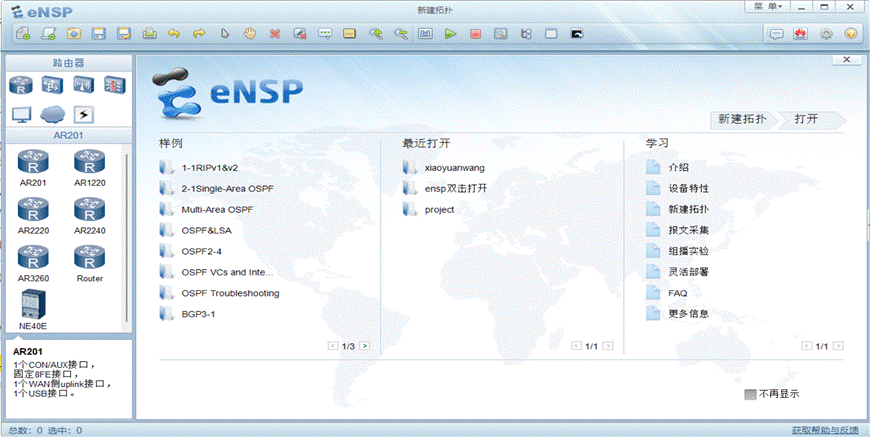 eNSP
新建拓扑
菜 单
路由器
AR201
AR201
AR1220
AR2220
AR2240
AR3260
Router
NE40E
AR201
1个CON/AUX接口，
固定8FE接口，
1个WAN侧uplink接口，
1个USB接口。
eNSP
新建拓扑
打开
样例
1-1RIPv1&v2
2-1Single-Area OSPF
Multi-Area OSPF
OSPF&LSA
OSPF2-4
OSPF VCs and Inte...
OSPF Troubleshooting
BGP3-1
1/3
最近打开
xiaoyuanwang
ensp双击打开
project
1/1
学习
介绍
设备特性
新建拓扑
报文采集
组播实验
灵活部署
FAQ
更多信息
1/1
不再显示
总数：0 选中：0
获取帮助与反馈